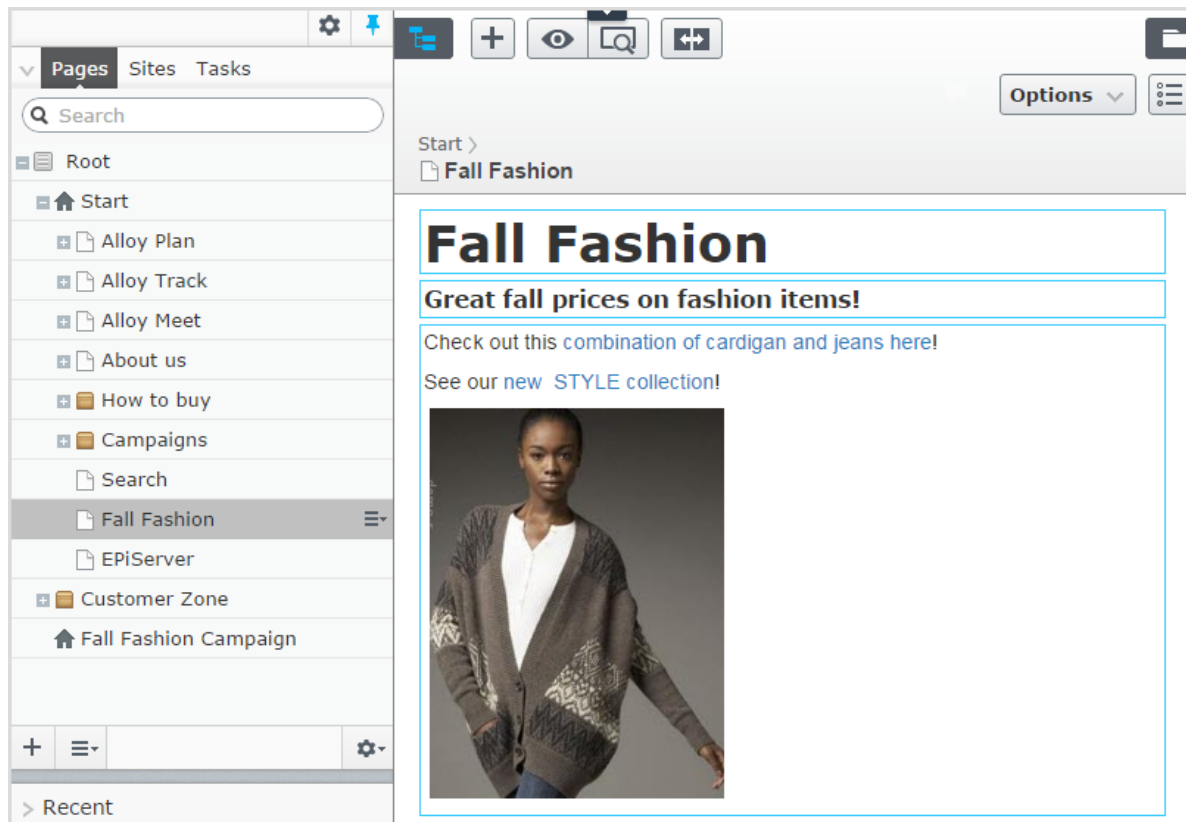 Pages Sites Tasks
Search
Root
Start
Alloy Plan
Alloy Track
Alloy Meet
About us
How to buy
Campaigns
Search
Fall Fashion
EPiServer
Customer Zone
Fall Fashion Campaign
Recent
Options
Start
Fall Fashion
Fall Fashion
Great fall prices on fashion items!
Check out this combination of cardigan and jeans here!
See our new  STYLE collection!